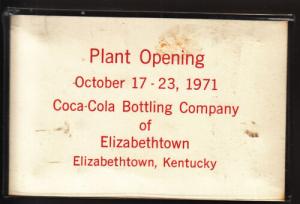 Plant Opening
October 17 - 23, 1971
Coca-Cola Bottling Company
of
Elizabethtown
Elizabethtown, Kentucky